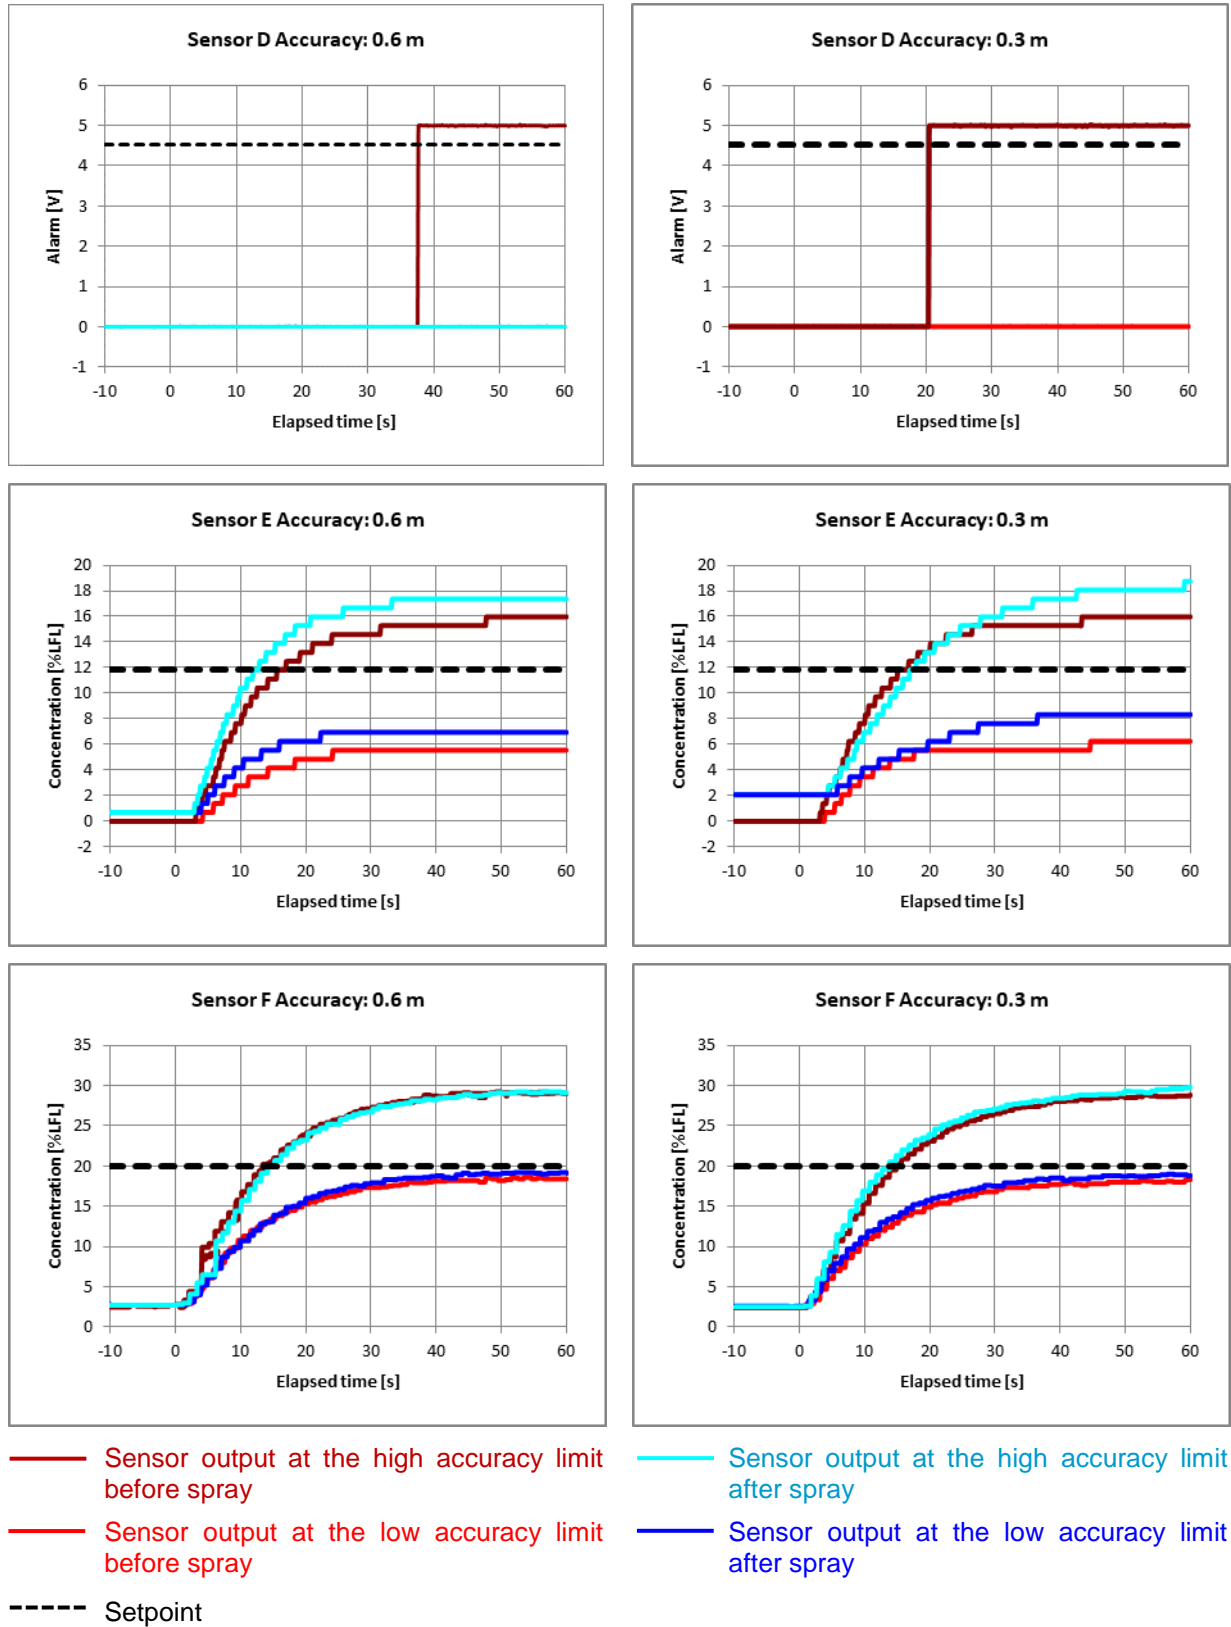 Sensor D Accuracy: 0.6 m
6
5
4
3
2
1
0
-1
Alarm [V]
-10 0 10 20 30 40 50 60
Elapsed time [s]
Sensor D Accuracy: 0.3 m
6
5
4
3
2
1
0
-1
Alarm [V]
-10 0 10 20 30 40 50 60
Elapsed time [s]
Sensor E Accuracy: 0.6 m
20
18
16
14
12
10
8
6
4
2
0
-2
Concentration [%LFL]
-10 0 10 20 30 40 50 60
Elapsed time [s]
Sensor E Accuracy: 0.3 m
20
18
16
14
12
10
8
6
4
2
0
-2
Concentration [%LFL]
-10 0 10 20 30 40 50 60
Elapsed time [s]
Sensor F Accuracy: 0.6 m
35
30
25
20
15
10
5
0
Concentration [%LFL]
-10 0 10 20 30 40 50 60
Elapsed time [s]
Sensor F Accuracy: 0.3 m
35
30
25
20
15
10
5
0
Concentration [%LFL]
-10 0 10 20 30 40 50 60
Elapsed time [s]
Sensor output at the high accuracy limit
before spray
Sensor output at the high accuracy limit
after spray
Sensor output at the low accuracy limit
before spray
Sensor output at the low accuracy limit
after spray
Setpoint